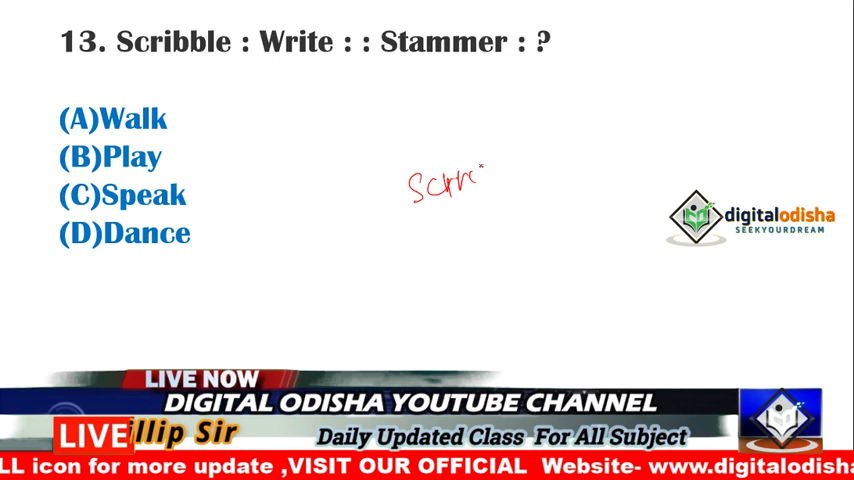 13. Scribble : Write : : Stammer : ?
(A)Walk
(B)Play
(C)Speak
(D)Dance
digitalodisha
SEEKYOURDREAM
LIVE NOW
DIGITAL ODISHA YOUTUBE CHANNEL
LIVE illip Sir
Daily Updated Class For All Subject
LL icon for more update ,VISIT OUR OFFICIAL Website- www.digitalodisha